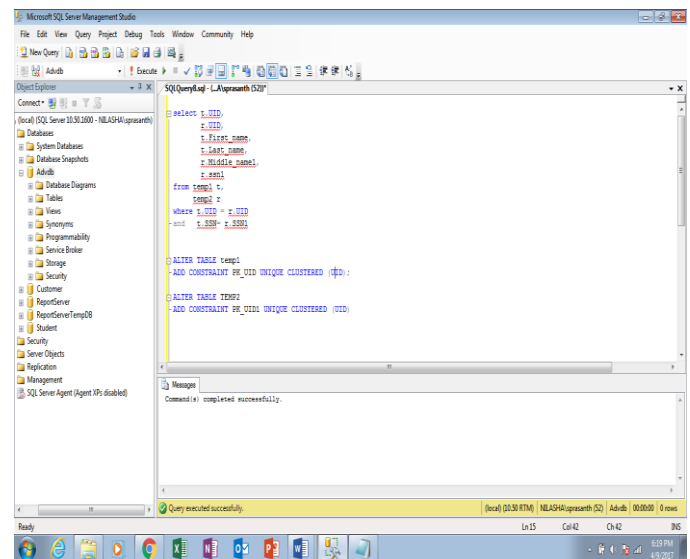 Microsoft SQL Server Management Studio
File Edit View Query Project Debug Tools Window Community Help
New Query
Advdb Execute
Object Explorer
SQLQuery8.sql - (...A\sprasanth (52))*
Connect
(local) (SQL Server 10.50.1600 - NILASHA\sprasanth)
Databases
System Databases
Database Snapshots
Advdb
Database Diagrams
Tables
Views
Synonyms
Programmability
Service Broker
Storage
Security
Customer
ReportServer
ReportServerTempDB
Student
Security
Server Objects
Replication
Management
SQL Server Agent (Agent XPs disabled)
select t.UID,
r.UID,
t.First_name,
t.Last_name,
r.Middle_name1,
r.ssn1
from temp1 t,
temp2 r
where t.UID = r.UID
and t.SSN= r.SSN1
ALTER TABLE temp1
ADD CONSTRAINT PK_UID UNIQUE CLUSTERED (UID);
ALTER TABLE TEMP2
ADD CONSTRAINT PK_UID1 UNIQUE CLUSTERED (UID)
Messages
Command(s) completed successfully.
Query executed successfully.
(local) (10.50 RTM) NILASHA\sprasanth (52) Advdb 00:00:00 0 rows
Ready Ln 15 Col 42 Ch 42 INS
6:19 PM
4/9/2017